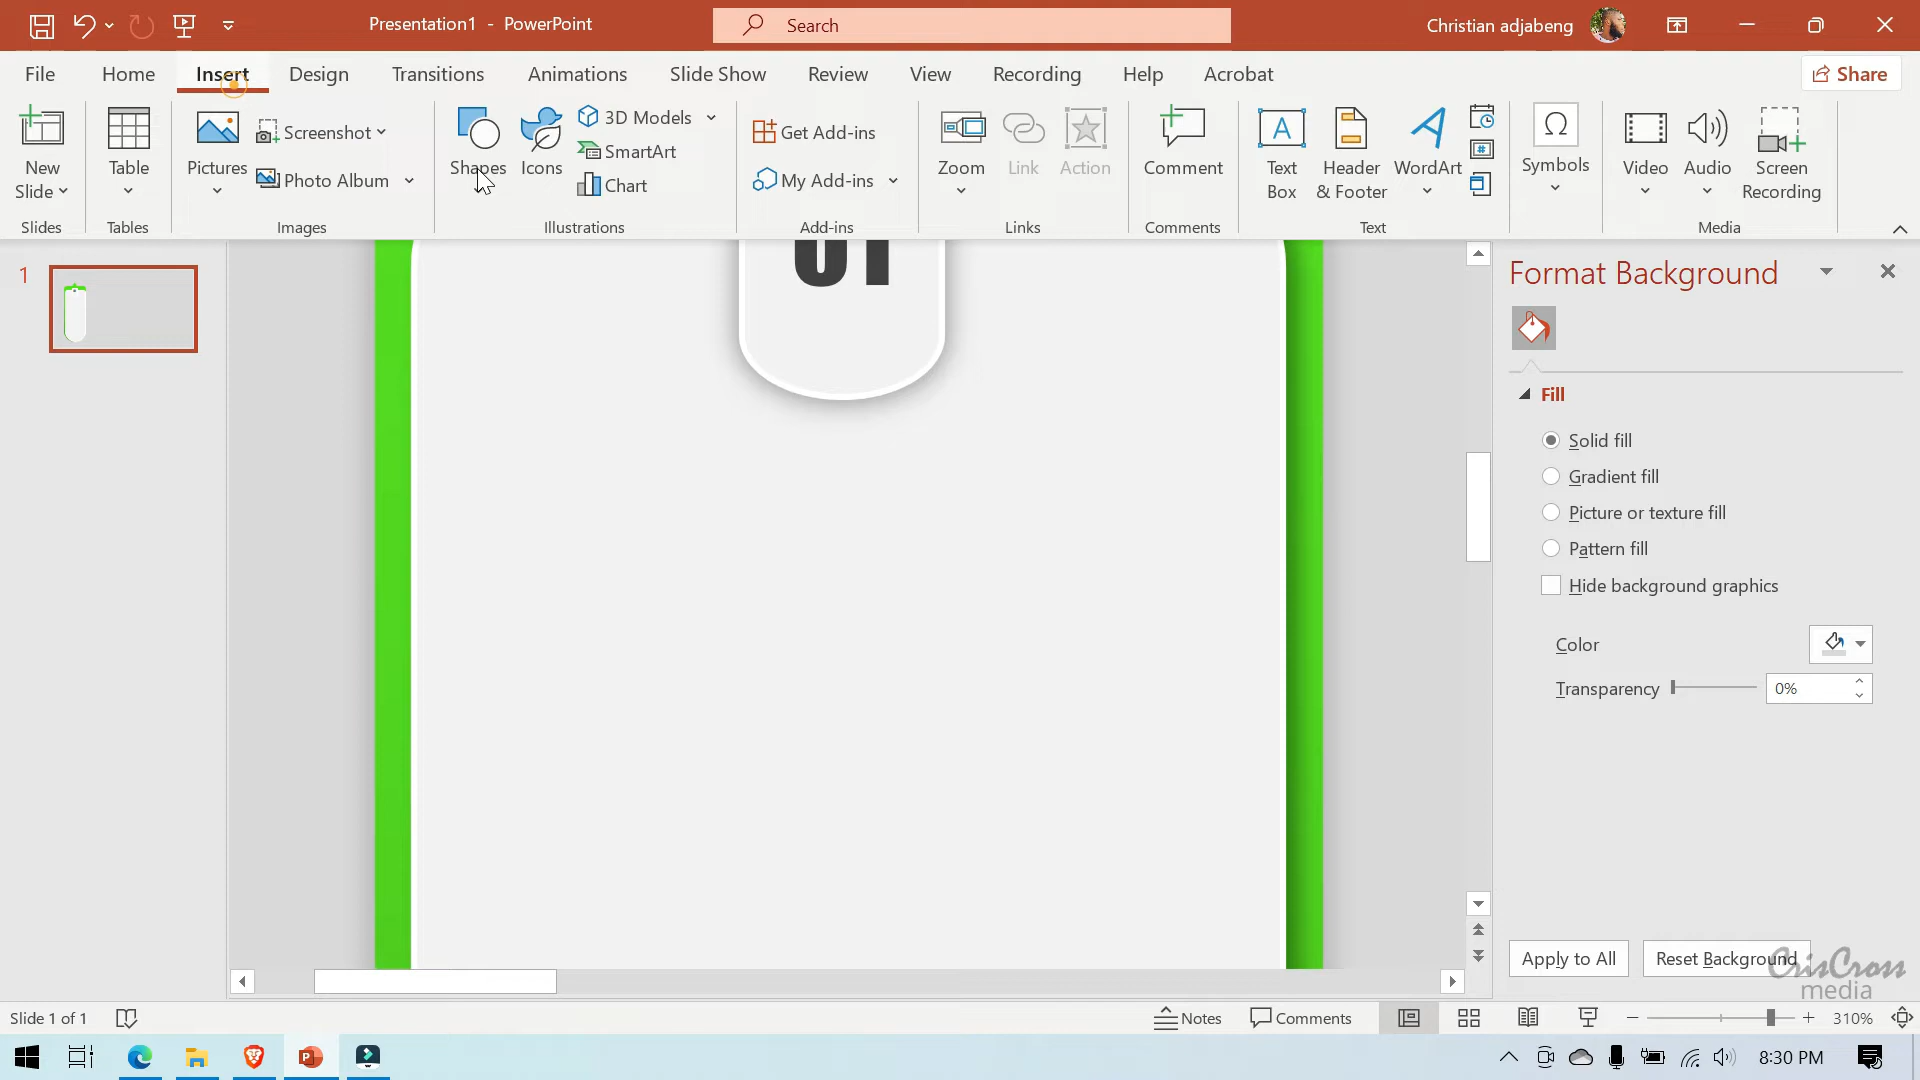 Presentation1 - PowerPoint
Search
Christian adjabeng
File Home Insert Design Transitions Animations Slide Show Review View Recording Help Acrobat
Share
New Slide
Slides
Table
Tables
Pictures
Screenshot
Photo Album
Images
Shapes
Icons
3D Models
SmartArt
Chart
Illustrations
Get Add-ins
My Add-ins
Add-ins
Zoom
Link
Action
Links
Comment
Comments
Text Box
Header & Footer
WordArt
Text
Symbols
Video
Audio
Screen Recording
Media
1
01
Format Background
Fill
Solid fill
Gradient fill
Picture or texture fill
Pattern fill
Hide background graphics
Color
Transparency
0%
Apply to All
Reset Background
CrisCross
media
Slide 1 of 1
Notes
Comments
310%
8:30 PM